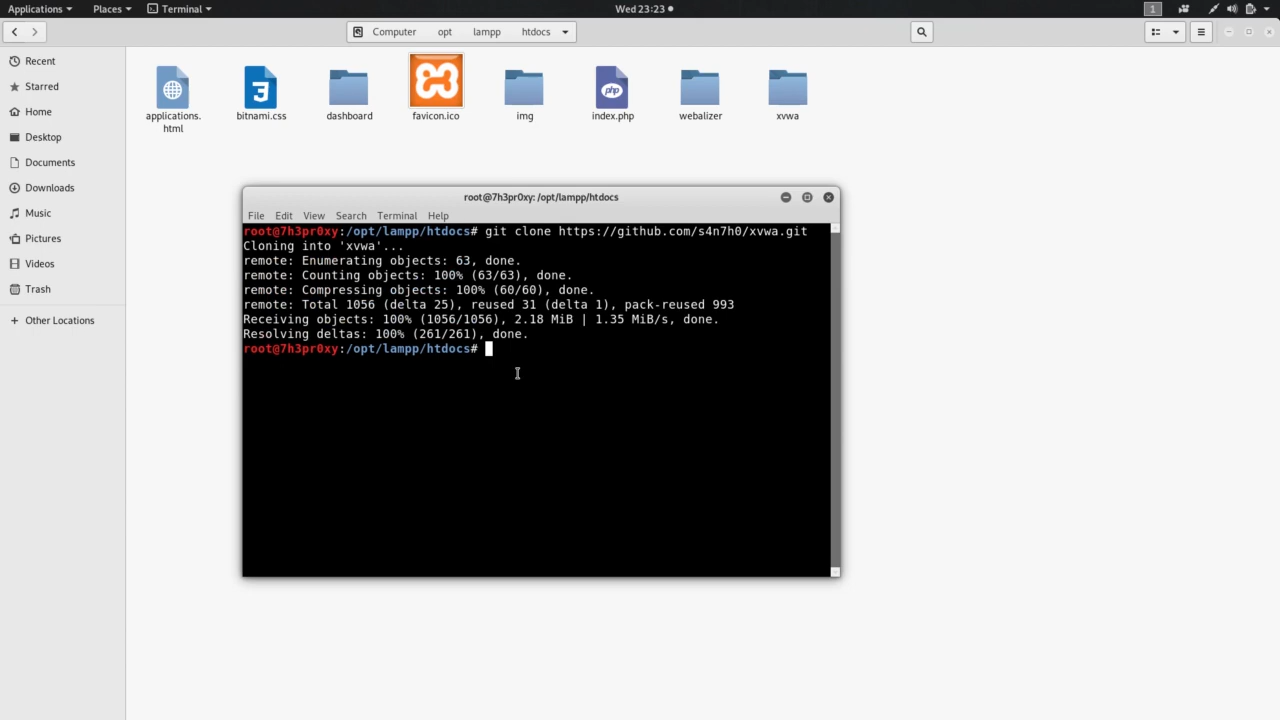 Applications Places Terminal Wed 23:23 1
Computer opt lampp htdocs
Recent
Starred
Home
Desktop
Documents
Downloads
Music
Pictures
Videos
Trash
Other Locations
applications.
html
3
bitnami.css
dashboard
favicon.ico
img
php
index.php
webalizer
xvwa
root@7h3pr0xy: /opt/lampp/htdocs
File Edit View Search Terminal Help
root@7h3pr0xy:/opt/lampp/htdocs# git clone https://github.com/s4n7h0/xvwa.git
Cloning into 'xvwa'...
remote: Enumerating objects: 63, done.
remote: Counting objects: 100% (63/63), done.
remote: Compressing objects: 100% (60/60), done.
remote: Total 1056 (delta 25), reused 31 (delta 1), pack-reused 993
Receiving objects: 100% (1056/1056), 2.18 MiB | 1.35 MiB/s, done.
Resolving deltas: 100% (261/261), done.
root@7h3pr0xy:/opt/lampp/htdocs#